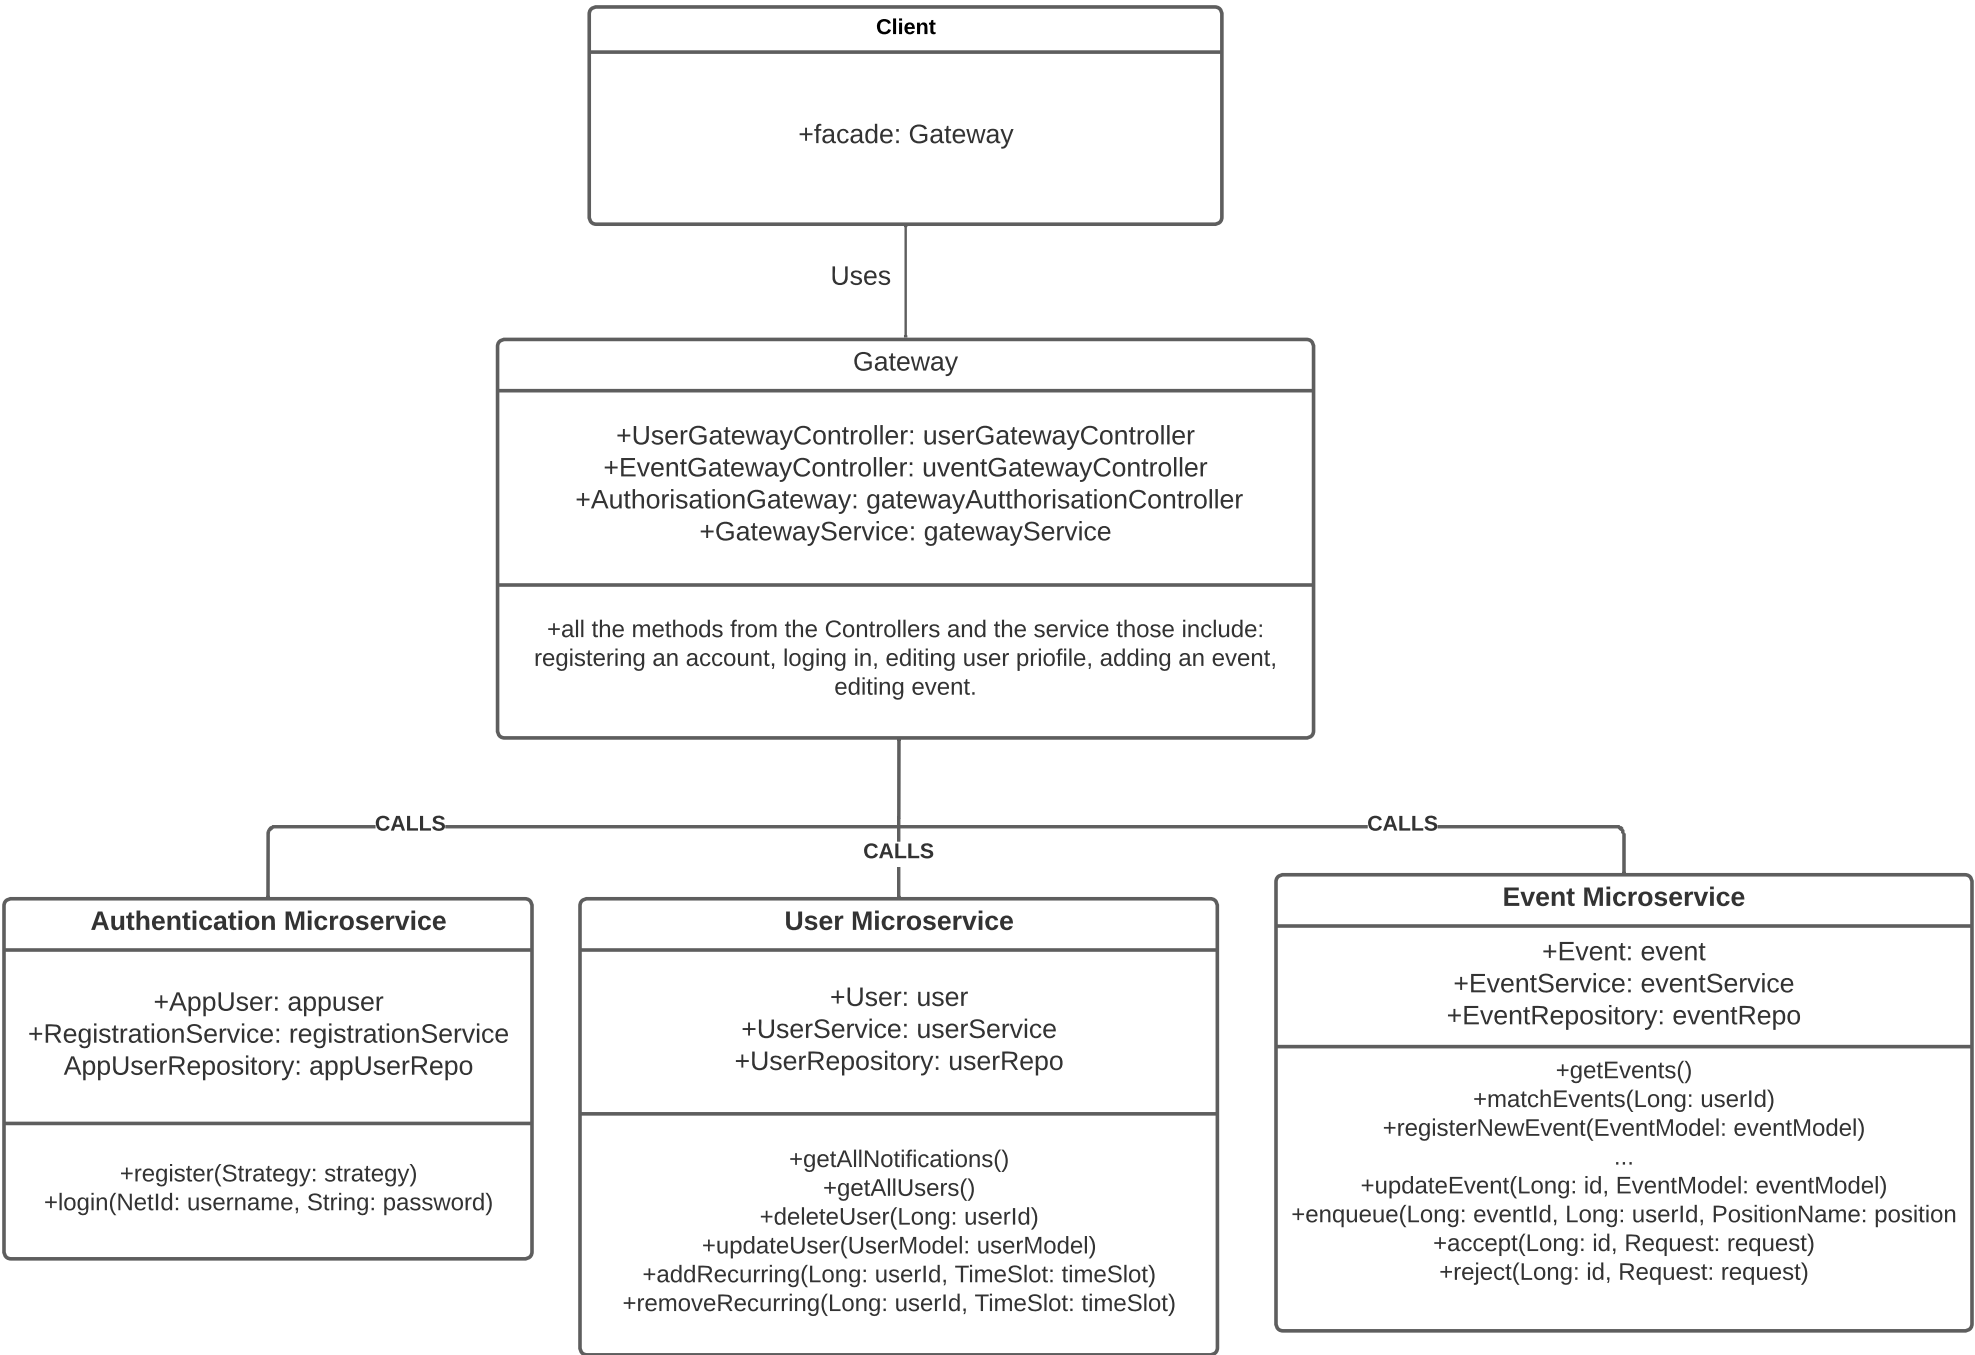 Client
+facade: Gateway
Uses
Gateway
+UserGatewayController: userGatewayController
+EventGatewayController: uventGatewayController
+AuthorisationGateway: gatewayAutthorisationController
+GatewayService: gatewayService
+all the methods from the Controllers and the service those include:
registering an account, loging in, editing user priofile, adding an event,
editing event.
CALLS
CALLS
CALLS
Authentication Microservice
+AppUser: appuser
+RegistrationService: registrationService
AppUserRepository: appUserRepo
+register(Strategy: strategy)
+login(NetId: username, String: password)
User Microservice
+User: user
+UserService: userService
+UserRepository: userRepo
+getAllNotifications()
+getAllUsers()
+deleteUser(Long: userId)
+updateUser(UserModel: userModel)
+addRecurring(Long: userId, TimeSlot: timeSlot)
+removeRecurring(Long: userId, TimeSlot: timeSlot)
Event Microservice
+Event: event
+EventService: eventService
+EventRepository: eventRepo
+getEvents()
+matchEvents(Long: userId)
+registerNewEvent(EventModel: eventModel)
...
+updateEvent(Long: id, EventModel: eventModel)
+enqueue(Long: eventId, Long: userId, PositionName: position
+accept(Long: id, Request: request)
+reject(Long: id, Request: request)